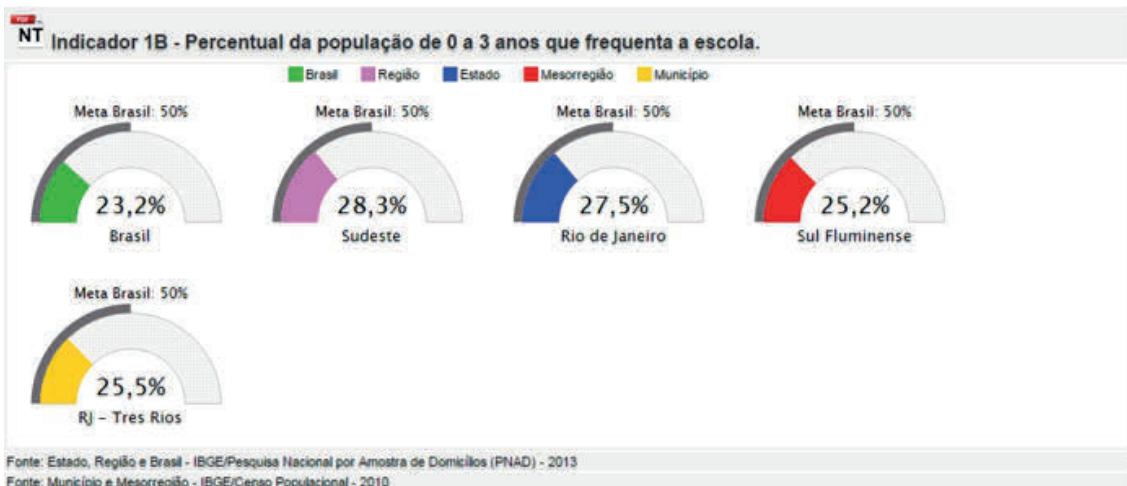 PDF
NT Indicador 1B - Percentual da população de 0 a 3 anos que frequenta a escola.
Brasil Região Estado Mesorregião Município
Meta Brasil: 50% Meta Brasil: 50% Meta Brasil: 50% Meta Brasil: 50%
23,2% 28,3% 27,5% 25,2%
Brasil Sudeste Rio de Janeiro Sul Fluminense
Meta Brasil: 50%
25,5%
RJ - Tres Rios
Fonte: Estado, Região e Brasil - IBGE/Pesquisa Nacional por Amostra de Domicílios (PNAD) - 2013
Fonte: Município e Mesorregião - IBGE/Censo Populacional - 2010